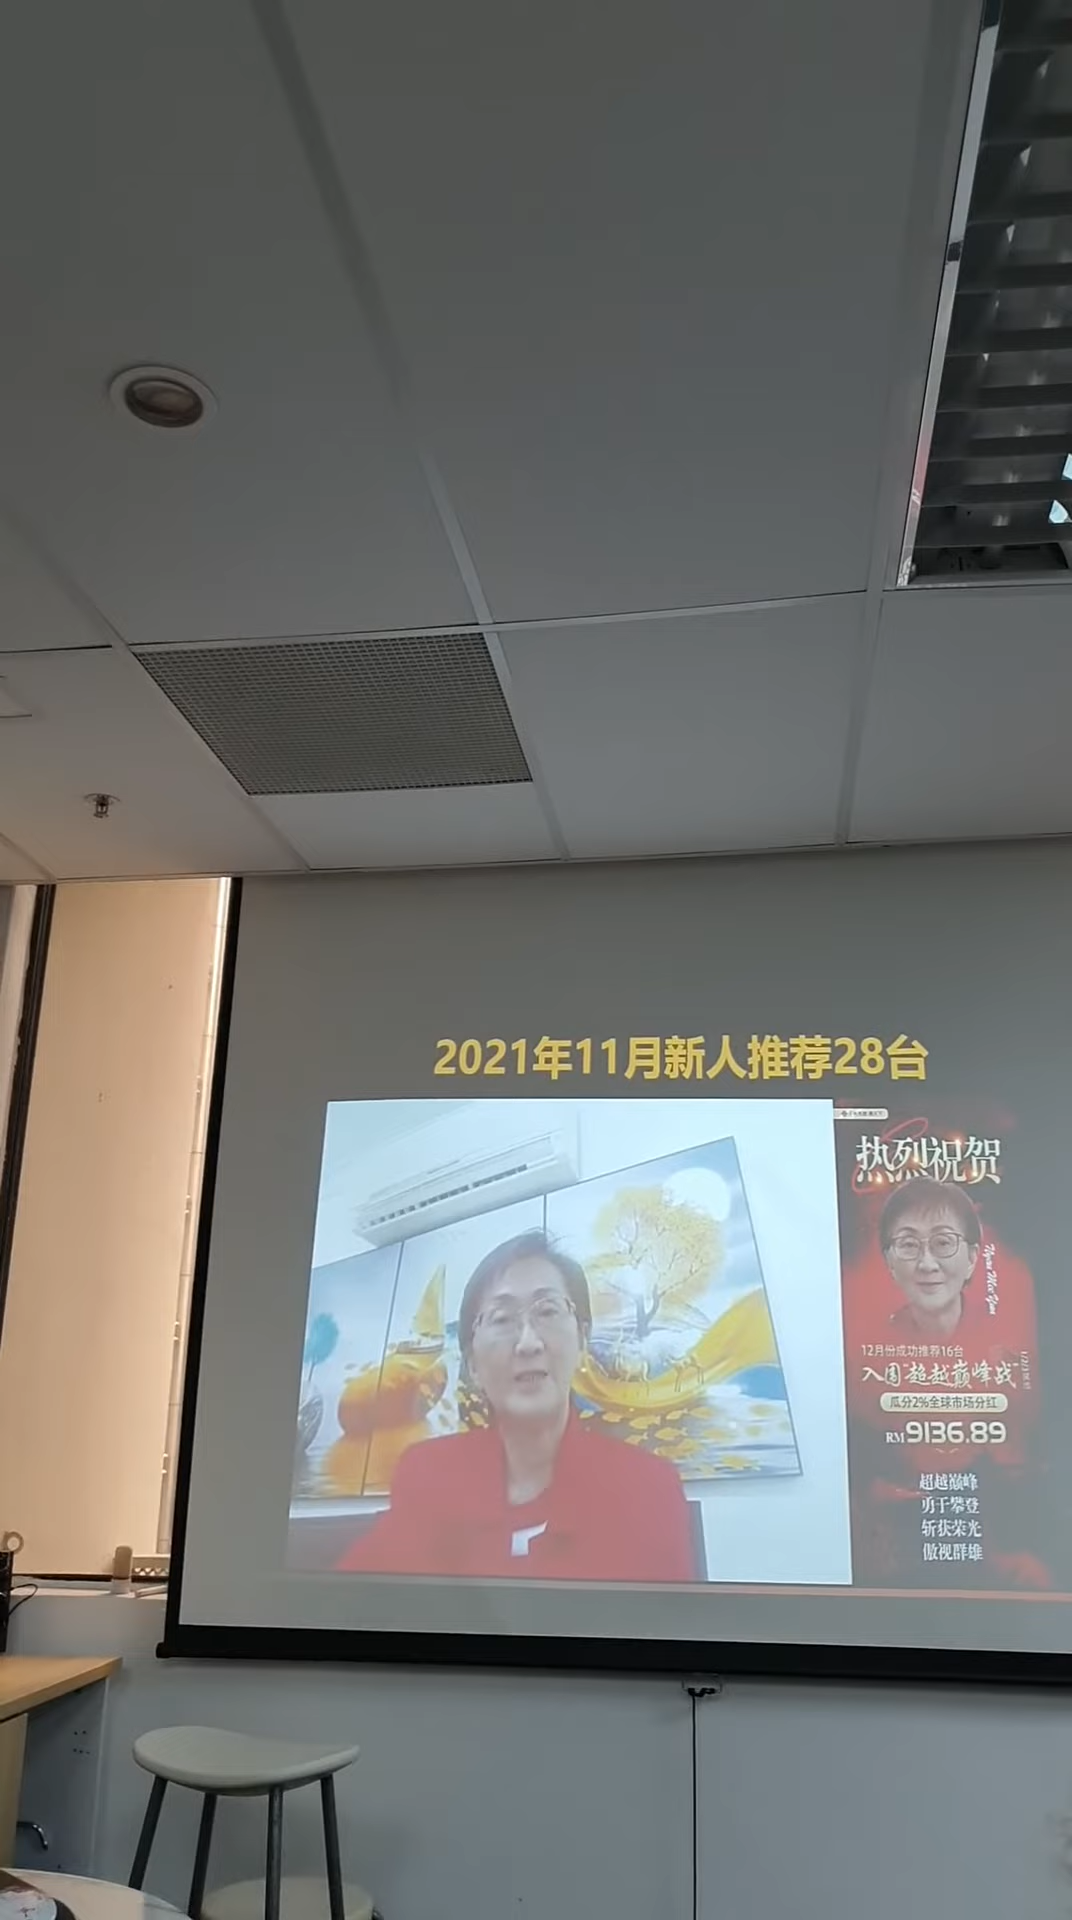 2021年11月新人推荐28台
热烈祝贺
12月份成功推荐16台
入围"超越巅峰战"
瓜分2%全球市场分红
RM9136.89
超越巅峰
勇于攀登
斩获荣光
傲视群雄